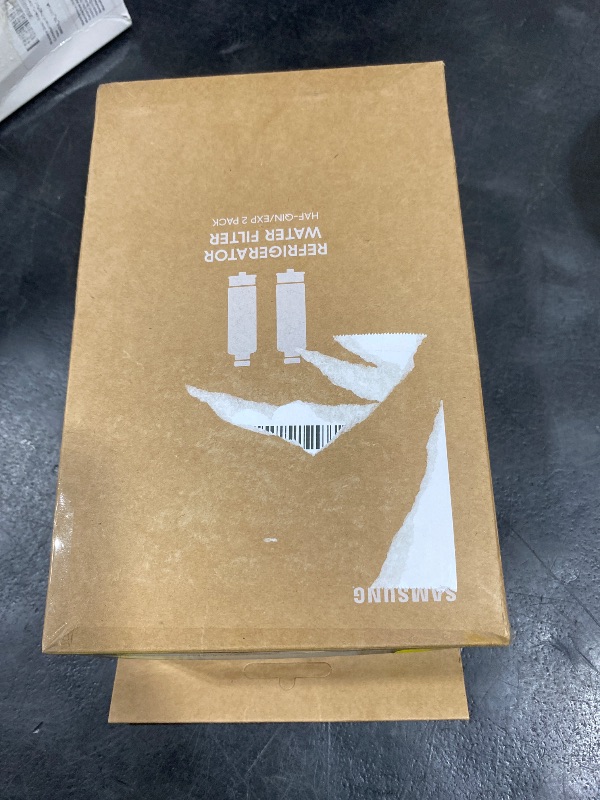 SAMSUNG
REFRIGERATOR
WATER FILTER
HAF-QIN/EXP 2 PACK